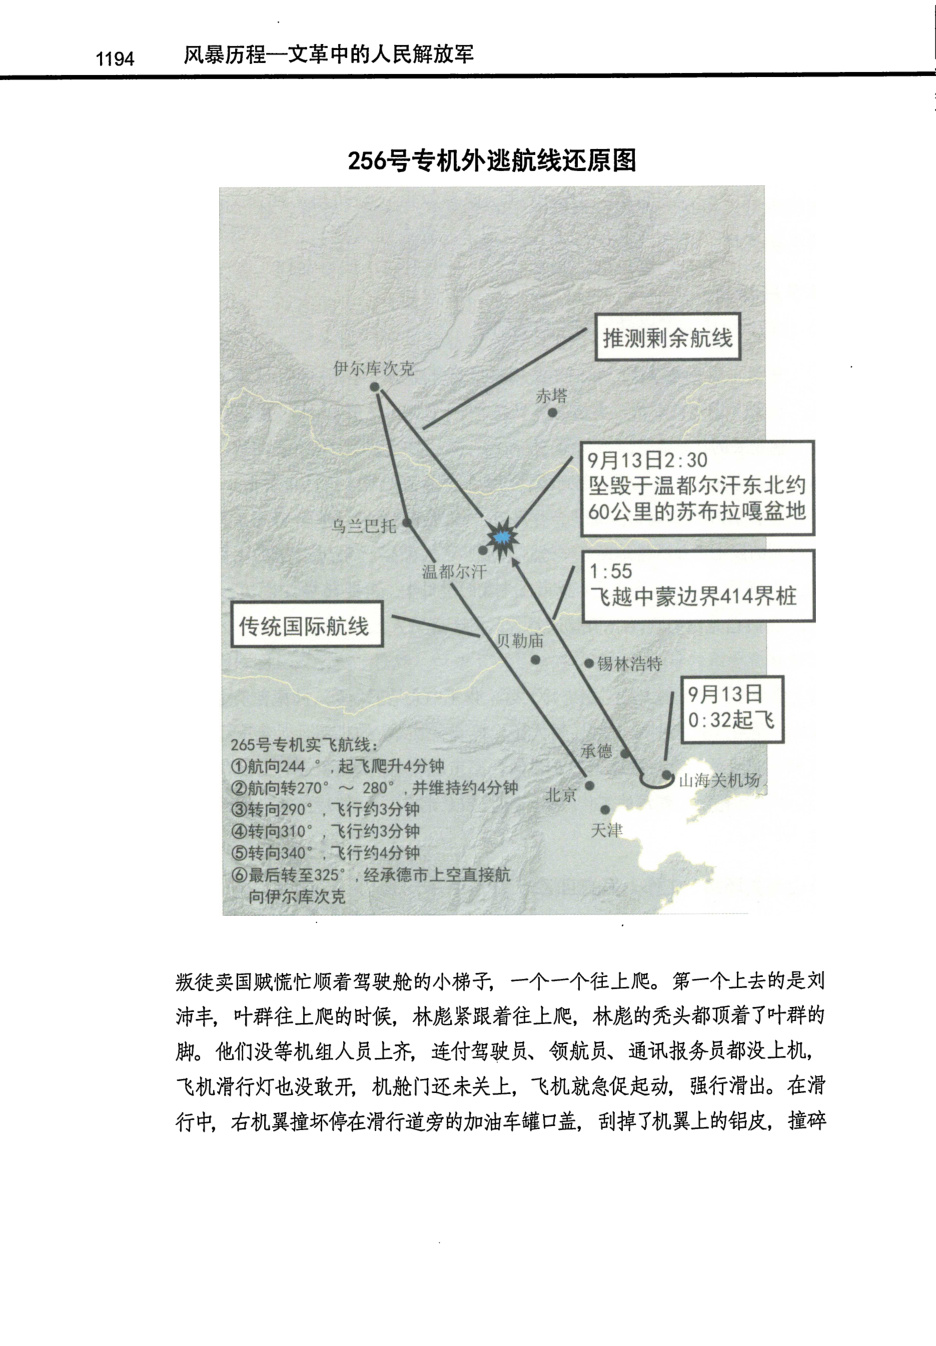 1194 风暴历程—文革中的人民解放军
256号专机外逃航线还原图
推测剩余航线
伊尔库次克
赤塔
9月13日2:30
坠毁于温都尔汗东北约
60公里的苏布拉嘎盆地
乌兰巴托
温都尔汗
1:55
飞越中蒙边界414界桩
传统国际航线
贝勒庙
锡林浩特
9月13日
0:32起飞
承德
山海关机场
北京
天津
265号专机实飞航线:
①航向244 °,起飞爬升4分钟
②航向转270°～ 280°,并维持约4分钟
③转向290°,飞行约3分钟
④转向310°,飞行约3分钟
⑤转向340°,飞行约4分钟
⑥最后转至325°,经承德市上空直接航
向伊尔库次克
叛徒卖国贼慌忙顺着驾驶舱的小梯子，一个一个往上爬。第一个上去的是刘
沛丰，叶群往上爬的时候，林彪紧跟着往上爬，林彪的秃头都顶着了叶群的
脚。他们没等机组人员上齐，连付驾驶员、领航员、通讯报务员都没上机，
飞机滑行灯也没敢开，机舱门还未关上，飞机就急促起动，强行滑出。在滑
行中，右机翼撞坏停在滑行道旁的加油车罐口盖，刮掉了机翼上的铝皮，撞碎